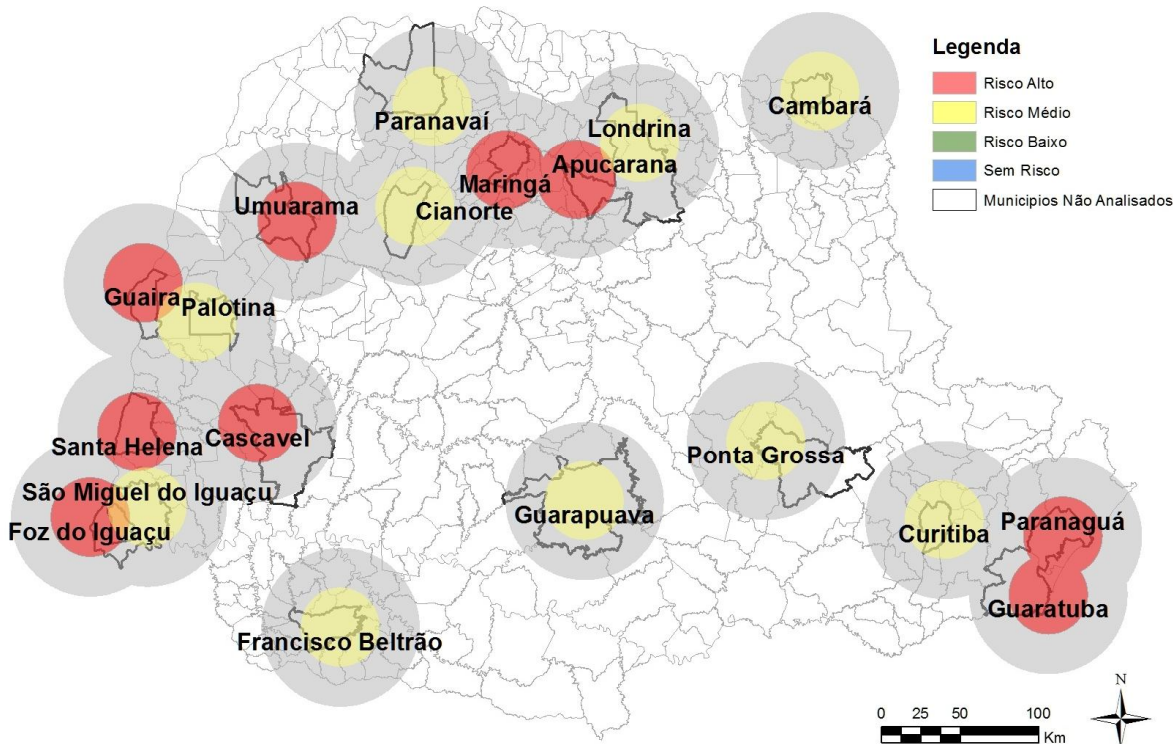 Legenda
Risco Alto
Risco Médio
Risco Baixo
Sem Risco
Municipios Não Analisados
Cambará
Paranavaí
Londrina
Maringá
Apucarana
Umuarama
Cianorte
Guaira
Palotina
Santa Helena
Cascavel
São Miguel do Iguaçu
Foz do Iguaçu
Ponta Grossa
Guarapuava
Curitiba
Paranaguá
Guaratuba
Francisco Beltrão
N
0 25 50 100
Km